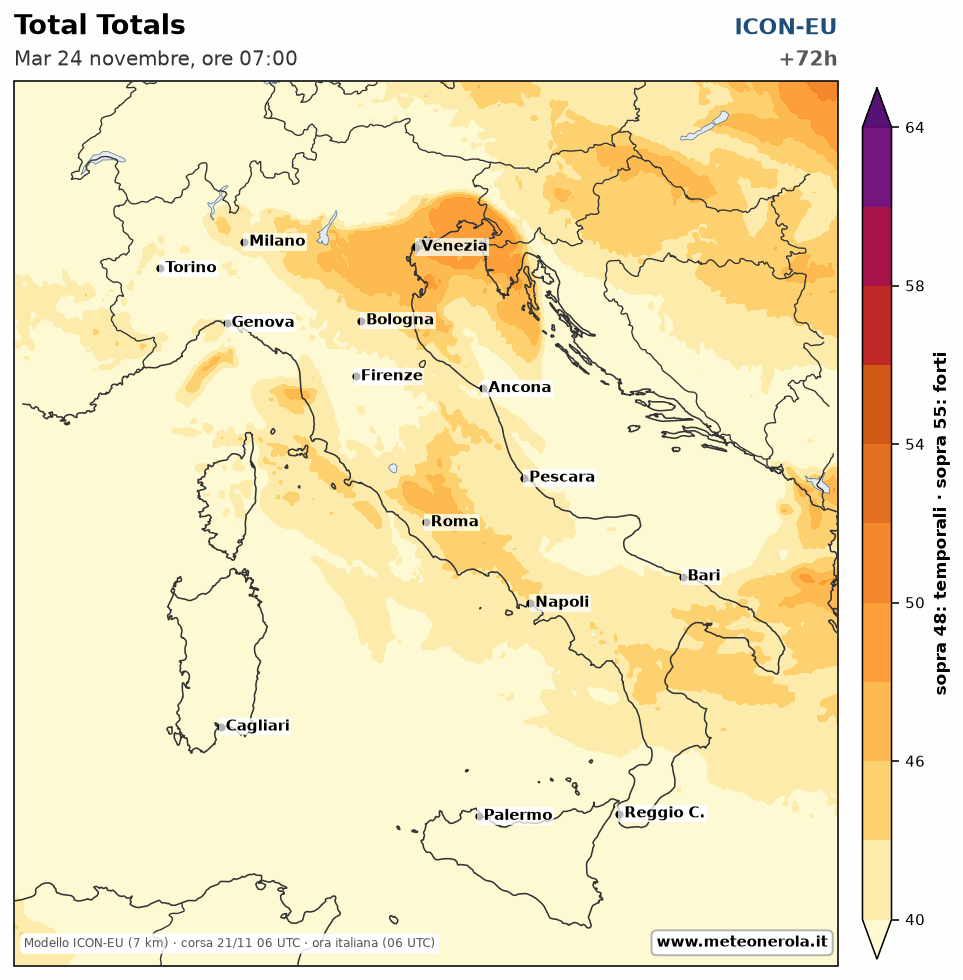 Total Totals
ICON-EU
Mar 24 novembre, ore 07:00
+72h
Milano
Venezia
Torino
Genova
Bologna
Firenze
Ancona
Pescara
Roma
Bari
Napoli
Cagliari
Palermo
Reggio C.
64
58
54
50
46
40
sopra 48: temporali · sopra 55: forti
Modello ICON-EU (7 km) · corsa 21/11 06 UTC · ora italiana (06 UTC)
www.meteonerola.it